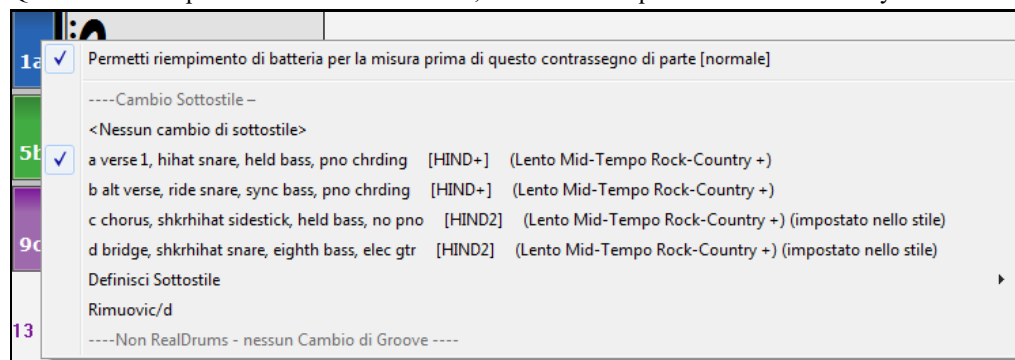 1a
Permetti riempimento di batteria per la misura prima di questo contrassegno di parte [normale]
----Cambio Sottostile –
<Nessun cambio di sottostile>
5b
a verse 1, hihat snare, held bass, pno chrding [HIND+] (Lento Mid-Tempo Rock-Country +)
b alt verse, ride snare, sync bass, pno chrding [HIND+] (Lento Mid-Tempo Rock-Country +)
c chorus, shkrhihat sidestick, held bass, no pno [HIND2] (Lento Mid-Tempo Rock-Country +) (impostato nello stile)
9c
d bridge, shkrhihat snare, eighth bass, elec gtr [HIND2] (Lento Mid-Tempo Rock-Country +) (impostato nello stile)
Definisci Sottostile
Rimuovic/d
13
----Non RealDrums - nessun Cambio di Groove ----